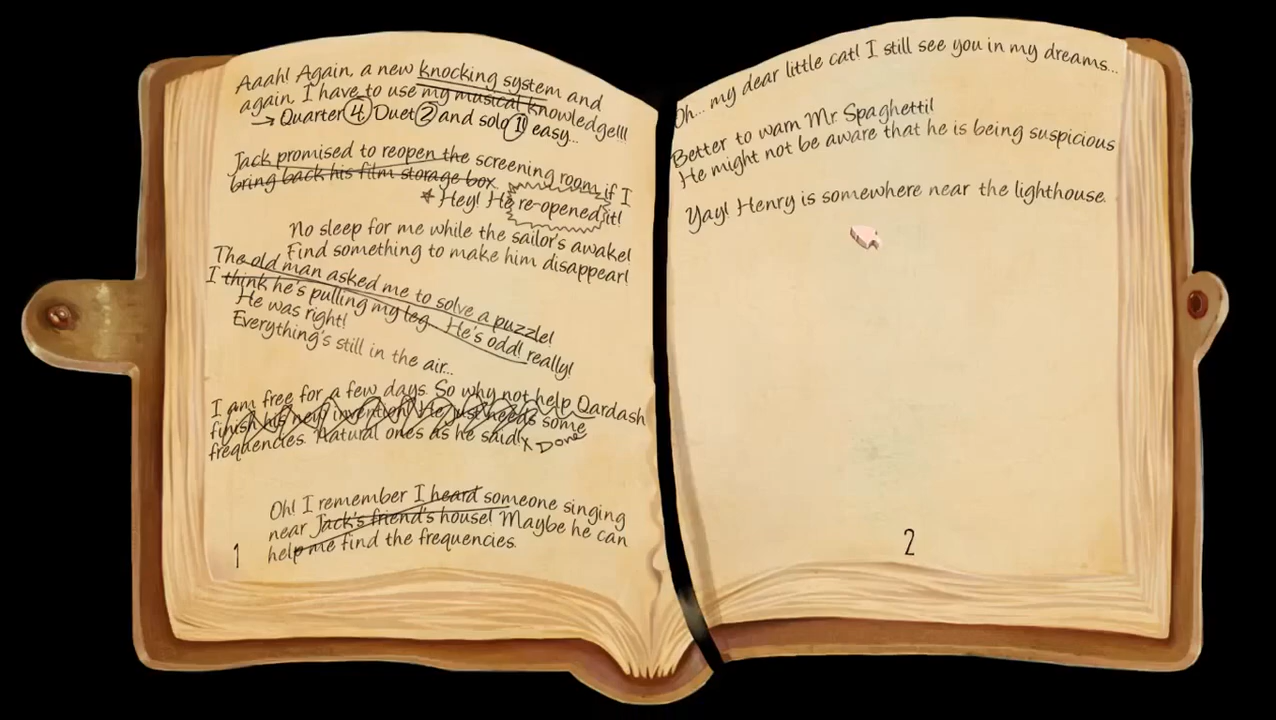 Aaah! Again, a new knocking system and
again I have to use my musical knowledge!!!
→ Quarter 4 Duet 2 and solo 1! easy...
Jack promised to reopen the screening room if I
bring back his film storage box.
* Hey! He re-opened it!
No sleep for me while the sailor's awake!
Find something to make him disappear!
The old man asked me to solve a puzzle!
I think he's pulling my leg. He's odd! really!
He was right!
Everything's still in the air...
I am free for a few days. So why not help Qardash
finish his new invention! He just needs some
frequencies. Natural ones as he said! x Done
Oh! I remember I heard someone singing
near Jack's friend's house! Maybe he can
help me find the frequencies.
1
Oh... my dear little cat! I still see you in my dreams...
Better to warn Mr. Spaghetti!
He might not be aware that he is being suspicious
Yay! Henry is somewhere near the lighthouse.
2